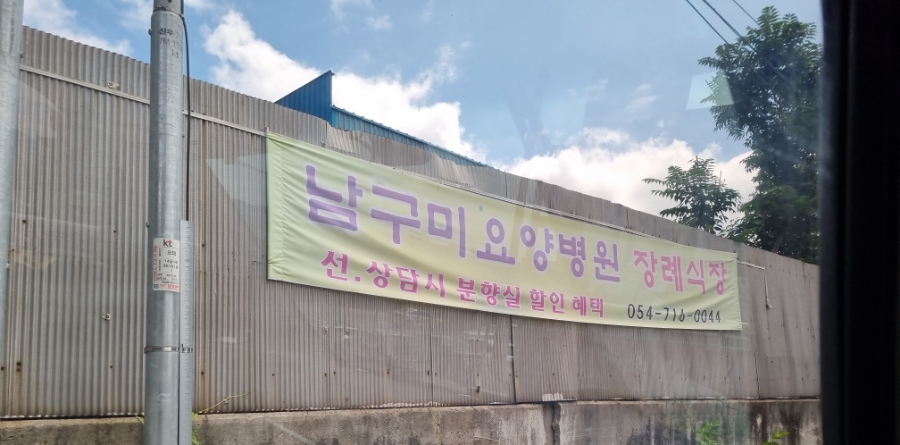 남구미요양병원 장례식장
선.상담시 분향실 할인 혜택 054-716-0044
kt